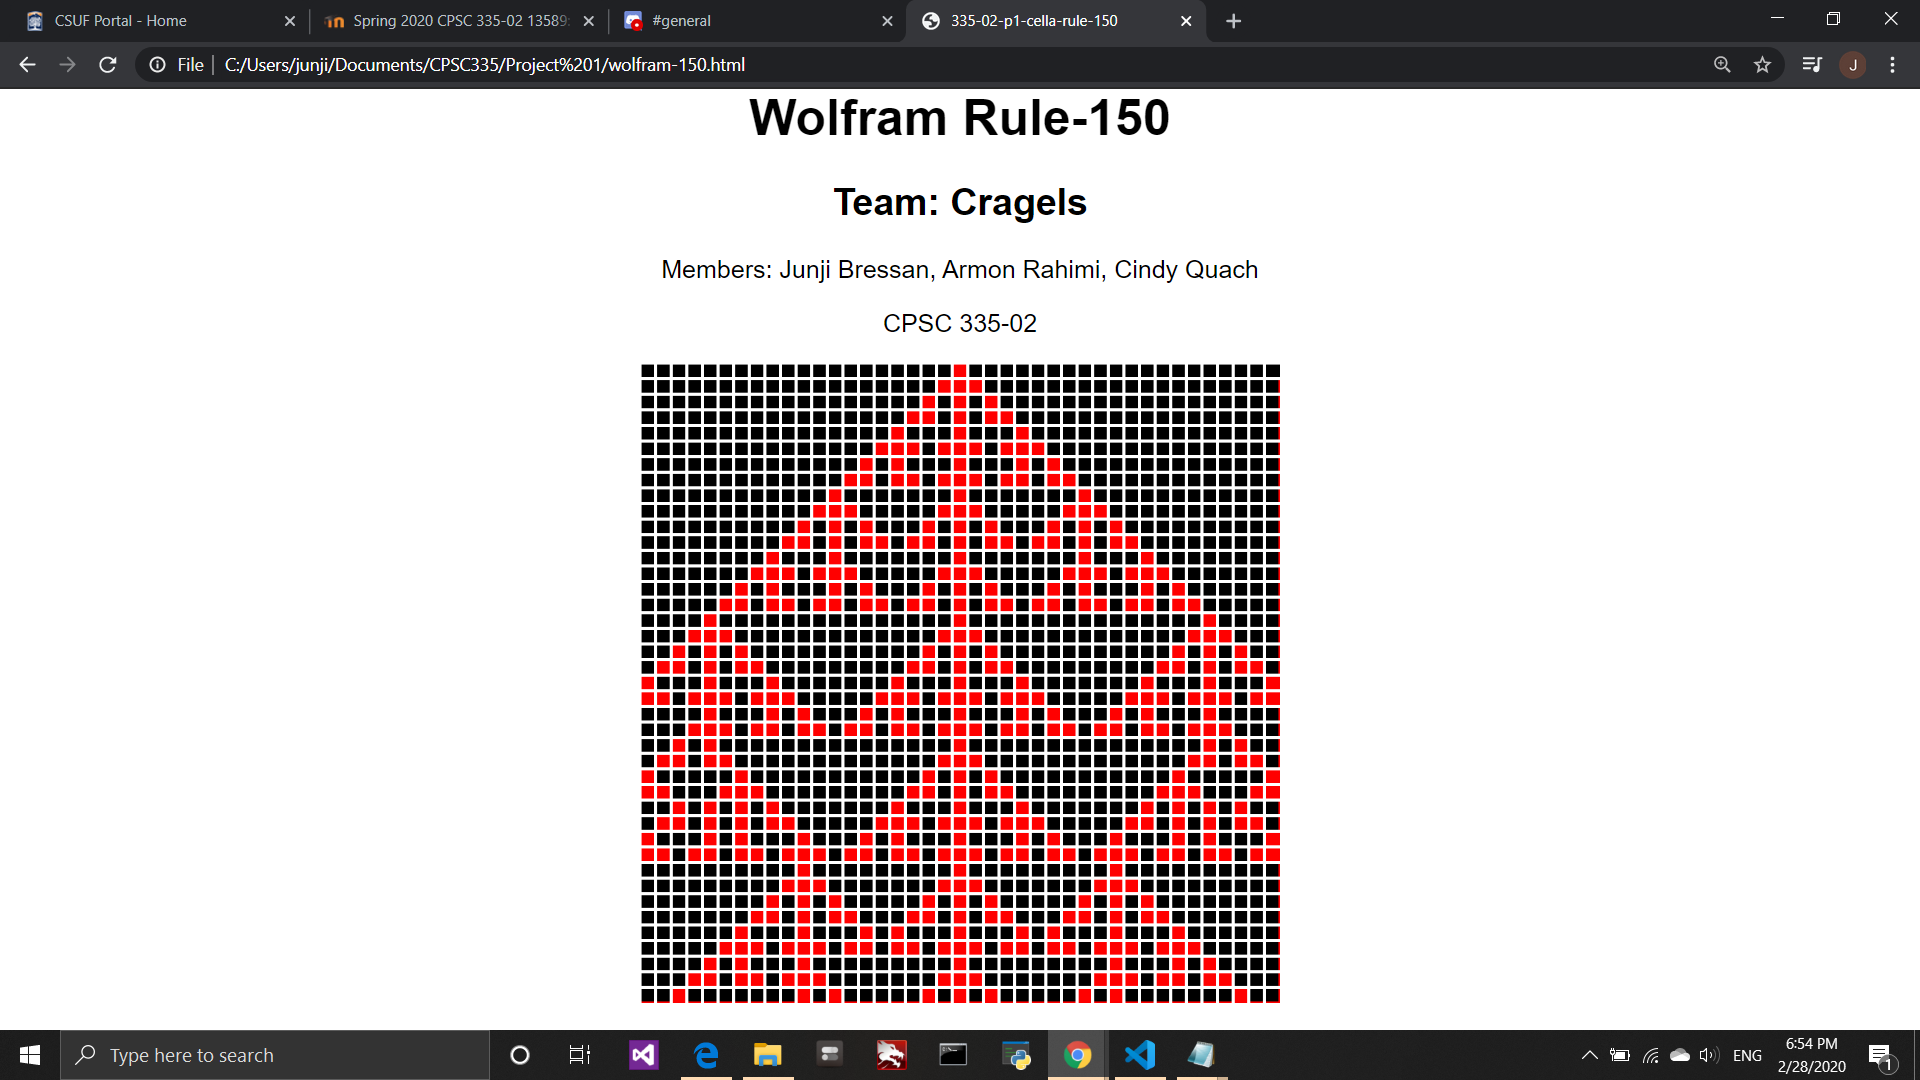 CSUF Portal - Home
Spring 2020 CPSC 335-02 13589
#general
335-02-p1-cella-rule-150
File
C:/Users/junji/Documents/CPSC335/Project%201/wolfram-150.html
J
Wolfram Rule-150
Team: Cragels
Members: Junji Bressan, Armon Rahimi, Cindy Quach
CPSC 335-02
Type here to search
ENG
6:54 PM
2/28/2020
1